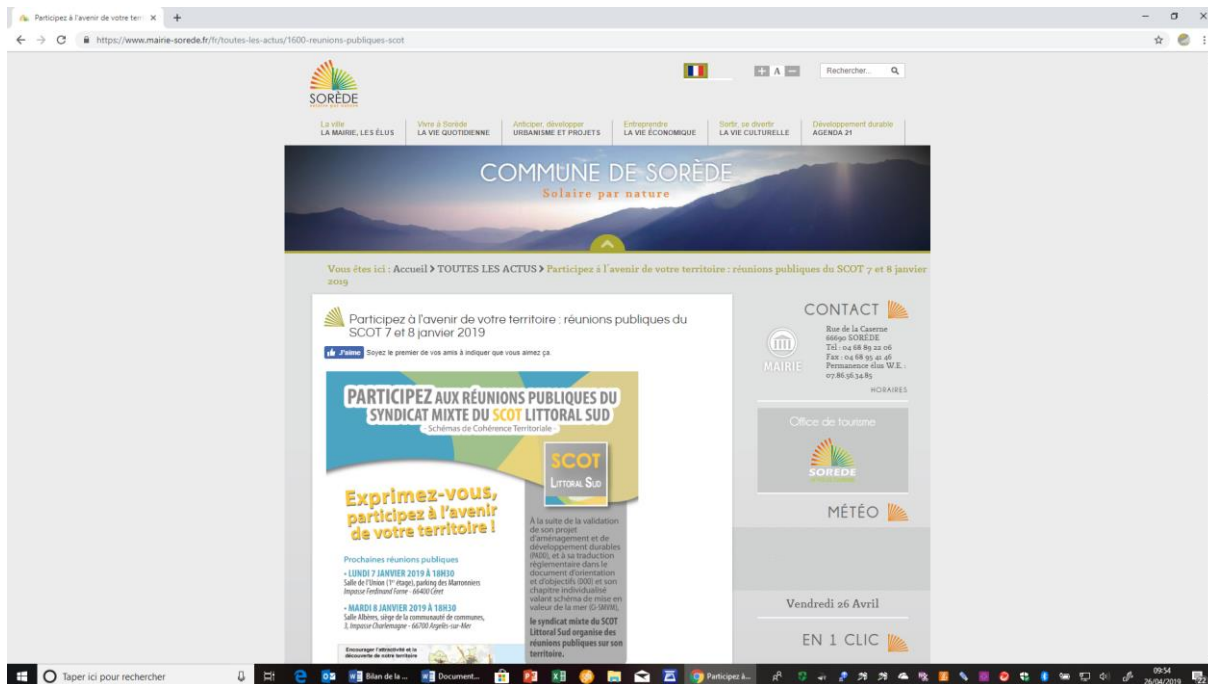 Participez à l'avenir de votre terr
https://www.mairie-sorede.fr/fr/toutes-les-actus/1600-reunions-publiques-scot
SORÈDE
+ A −
Rechercher...
La ville
LA MAIRIE, LES ÉLUS
Vivre à Sorède
LA VIE QUOTIDIENNE
Anticiper, développer
URBANISME ET PROJETS
Entreprendre
LA VIE ÉCONOMIQUE
Sortir, se divertir
LA VIE CULTURELLE
Développement durable
AGENDA 21
COMMUNE DE SORÈDE
Solaire par nature
Vous êtes ici : Accueil > TOUTES LES ACTUS > Participez à l'avenir de votre territoire : réunions publiques du SCOT 7 et 8 janvier
2019
Participez à l'avenir de votre territoire : réunions publiques du
SCOT 7 et 8 janvier 2019
J'aime Soyez le premier de vos amis à indiquer que vous aimez ça.
PARTICIPEZ AUX RÉUNIONS PUBLIQUES DU
SYNDICAT MIXTE DU SCOT LITTORAL SUD
- Schémas de Cohérence Territoriale -
SCOT
LITTORAL SUD
Exprimez-vous,
participez à l'avenir
de votre territoire !
Prochaines réunions publiques
• LUNDI 7 JANVIER 2019 À 18H30
Salle de l'Union (1er étage), parking des Marronniers
Impasse Ferdinand Forne - 66400 Céret
• MARDI 8 JANVIER 2019 À 18H30
Salle Albères, siège de la communauté de communes,
3, Impasse Charlemagne - 66700 Argelès-sur-Mer
Encourager l'attractivité et la
découverte de notre territoire
À la suite de la validation
de son projet
d'aménagement et de
développement durables
(PADD), et à sa traduction
règlementaire dans le
document d'orientation
et d'objectifs (DOO) et son
chapitre individualisé
valant schéma de mise en
valeur de la mer (CI-SMVM),
le syndicat mixte du SCOT
Littoral Sud organise des
réunions publiques sur son
territoire.
CONTACT
MAIRIE
Rue de la Caserne
66690 SORÈDE
Tél : 04 68 89 22 06
Fax : 04 68 95 41 46
Permanence élus W.E. :
07.86.56.34.85
HORAIRES
Office de tourisme
SORÈDE
MÉTÉO
Vendredi 26 Avril
EN 1 CLIC
Taper ici pour rechercher
Bilan de la ...
Document...
Participez à...
09:54
26/04/2019
22